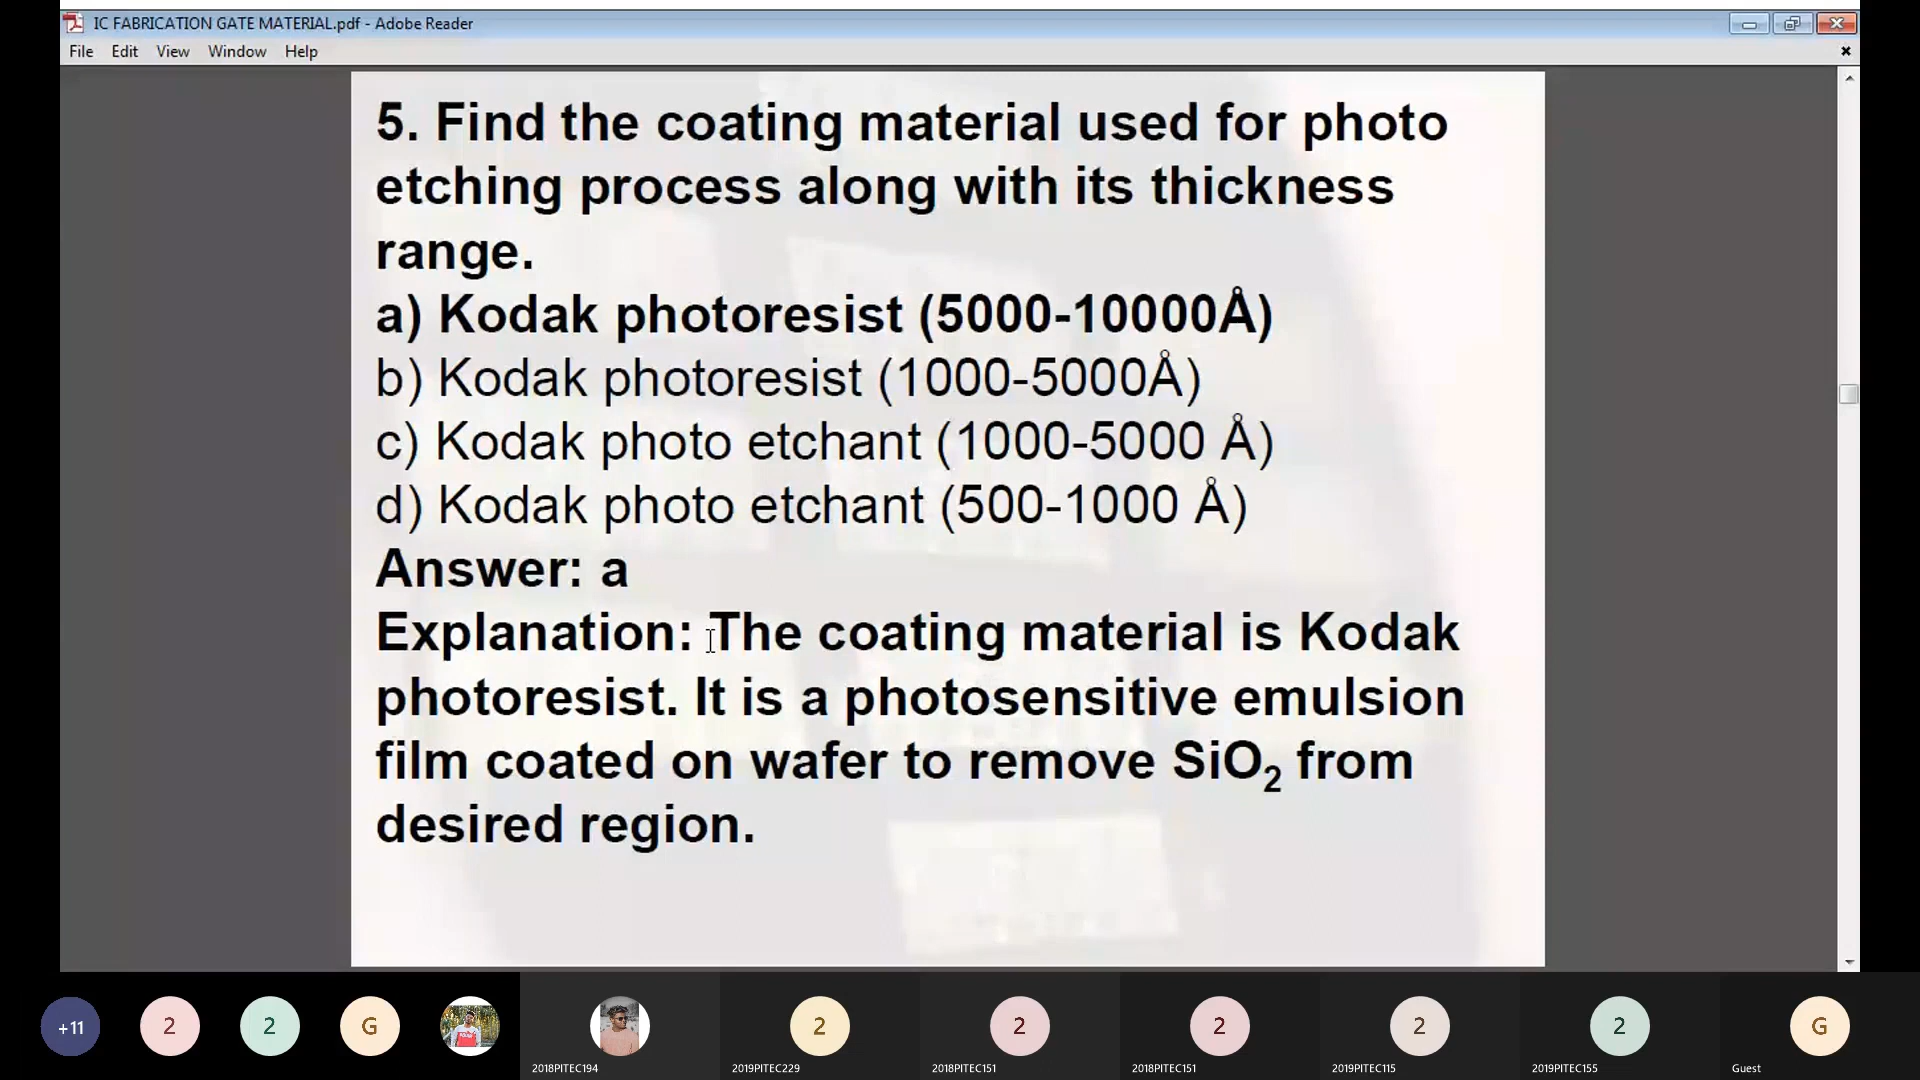 IC FABRICATION GATE MATERIAL.pdf - Adobe Reader
File Edit View Window Help
5. Find the coating material used for photo
etching process along with its thickness
range.
a) Kodak photoresist (5000-10000Å)
b) Kodak photoresist (1000-5000Å)
c) Kodak photo etchant (1000-5000 Å)
d) Kodak photo etchant (500-1000 Å)
Answer: a
Explanation: The coating material is Kodak
photoresist. It is a photosensitive emulsion
film coated on wafer to remove SiO₂ from
desired region.
+11 2 2 G 2 2 2 2 2 G
2018PITEC194 2019PITEC229 2018PITEC151 2018PITEC151 2019PITEC115 2019PITEC155 Guest